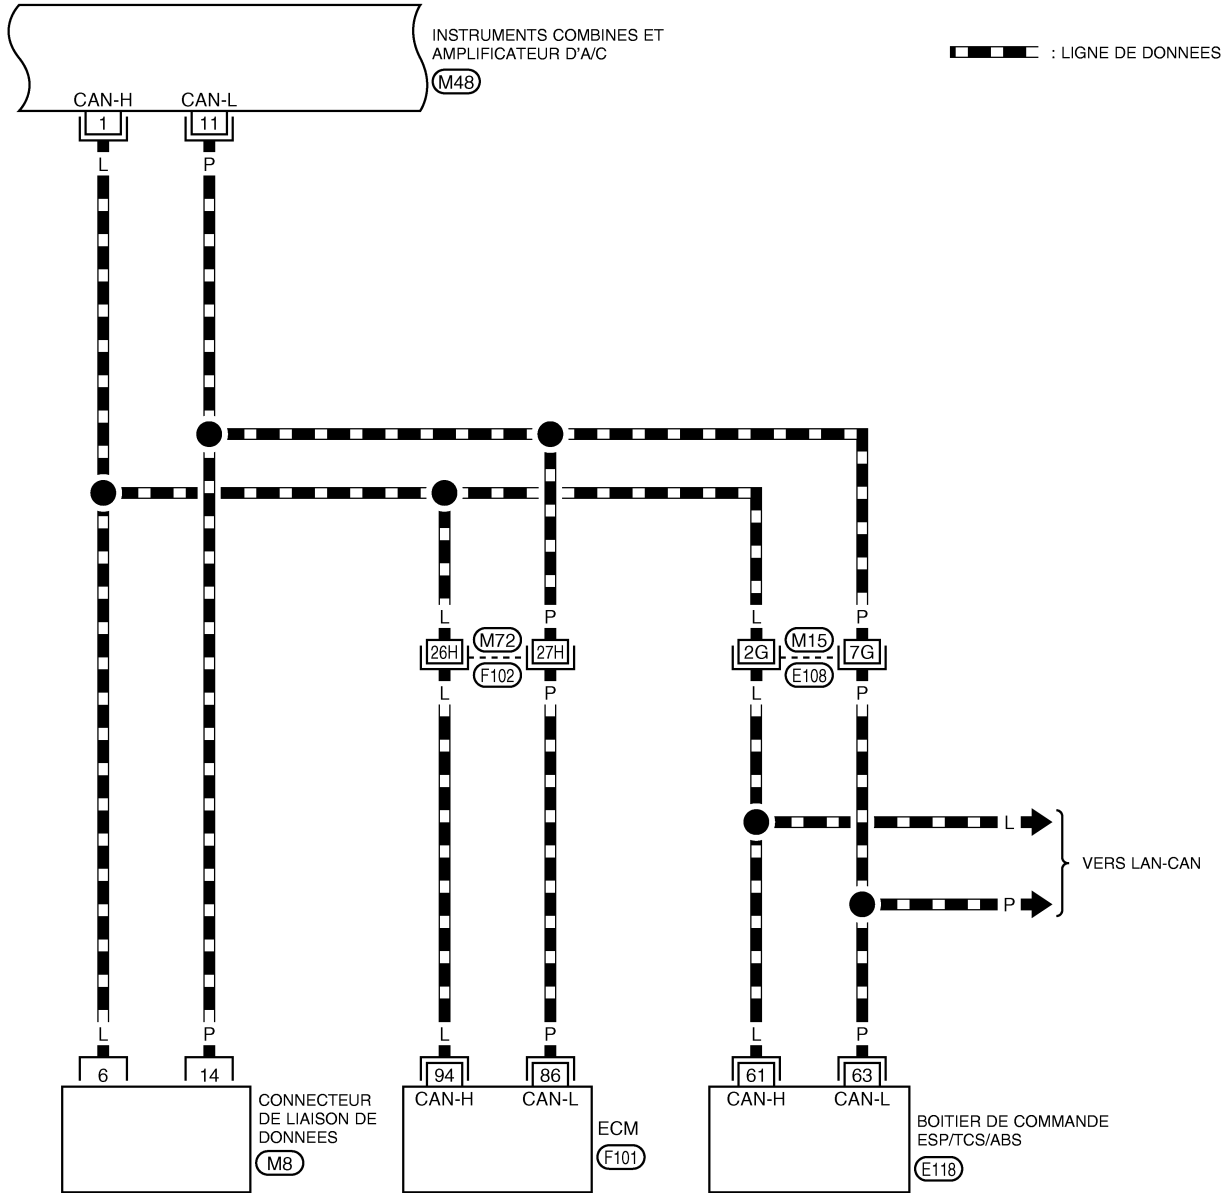 INSTRUMENTS COMBINES ET
AMPLIFICATEUR D'A/C
M48
: LIGNE DE DONNEES
CAN-H CAN-L
1 11
L P
L P L P
26H M72 27H 2G M15 7G
F102 E108
L P L P
L
VERS LAN-CAN
P
L P L P L P
6 14 94 86 61 63
CAN-H CAN-L CAN-H CAN-L
CONNECTEUR
DE LIAISON DE
DONNEES
M8
ECM
F101
BOITIER DE COMMANDE
ESP/TCS/ABS
E118